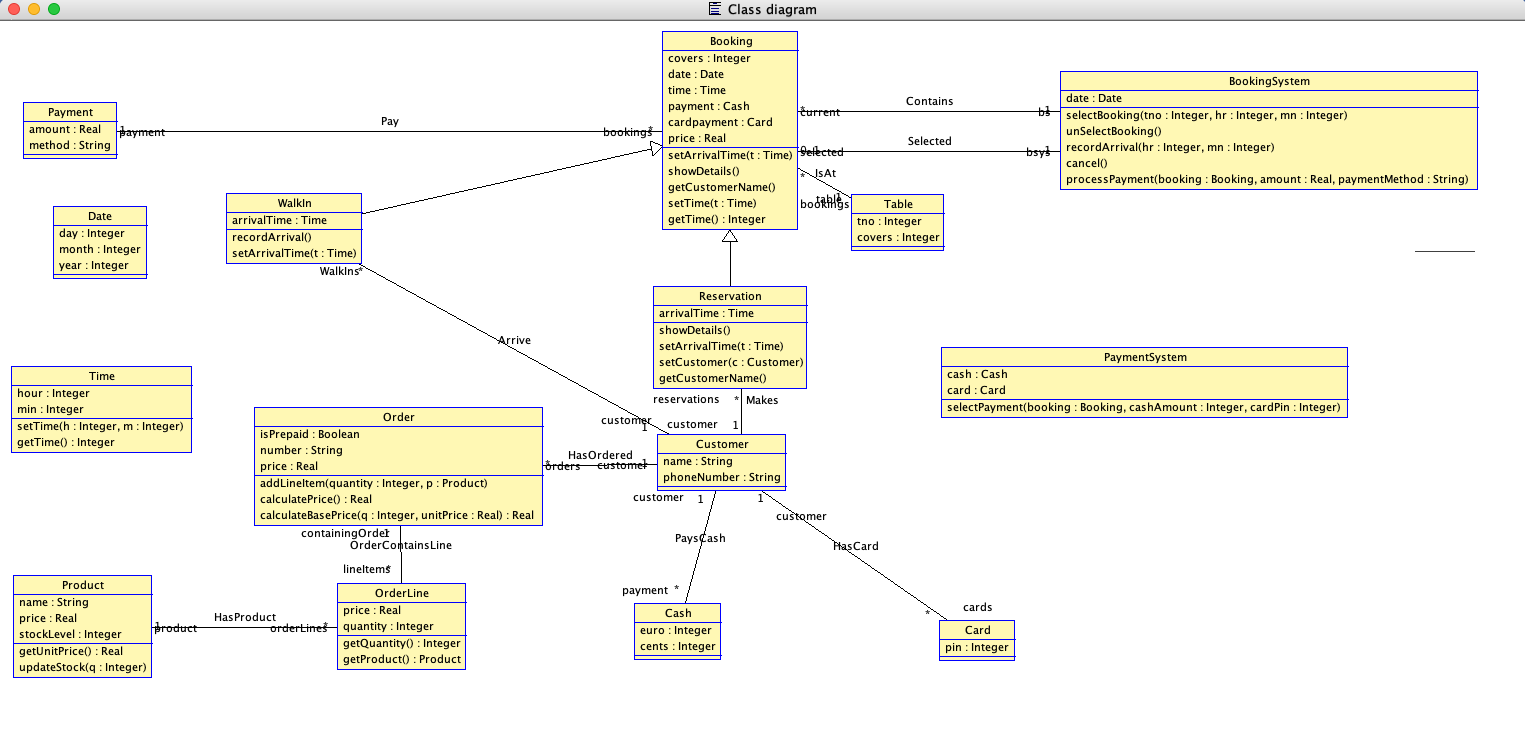 Class diagram
Booking
covers : Integer
date : Date
time : Time
payment : Cash
cardpayment : Card
price : Real
setArrivalTime(t : Time)
showDetails()
getCustomerName()
setTime(t : Time)
getTime() : Integer
BookingSystem
date : Date
selectBooking(tno : Integer, hr : Integer, mn : Integer)
unSelectBooking()
recordArrival(hr : Integer, mn : Integer)
cancel()
processPayment(booking : Booking, amount : Real, paymentMethod : String)
Payment
amount : Real
method : String
1
payment
Pay
bookings
*
*
current
Contains
bs
1
0..1
selected
Selected
bsys
1
*
IsAt
table
1
bookings
Table
tno : Integer
covers : Integer
WalkIn
arrivalTime : Time
recordArrival()
setArrivalTime(t : Time)
WalkIns
*
Date
day : Integer
month : Integer
year : Integer
Reservation
arrivalTime : Time
showDetails()
setArrivalTime(t : Time)
setCustomer(c : Customer)
getCustomerName()
reservations * Makes
Arrive
PaymentSystem
cash : Cash
card : Card
selectPayment(booking : Booking, cashAmount : Integer, cardPin : Integer)
Time
hour : Integer
min : Integer
setTime(h : Integer, m : Integer)
getTime() : Integer
Order
isPrepaid : Boolean
number : String
price : Real
addLineItem(quantity : Integer, p : Product)
calculatePrice() : Real
calculateBasePrice(q : Integer, unitPrice : Real) : Real
customer
1
customer 1
Customer
name : String
phoneNumber : String
*
orders
HasOrdered
customer
1
customer 1
1
customer
PaysCash
HasCard
containingOrder
1
OrderContainsLine
lineItems
*
payment *
cards
*
Product
name : String
price : Real
stockLevel : Integer
getUnitPrice() : Real
updateStock(q : Integer)
1
product
HasProduct
orderLines
*
OrderLine
price : Real
quantity : Integer
getQuantity() : Integer
getProduct() : Product
Cash
euro : Integer
cents : Integer
Card
pin : Integer